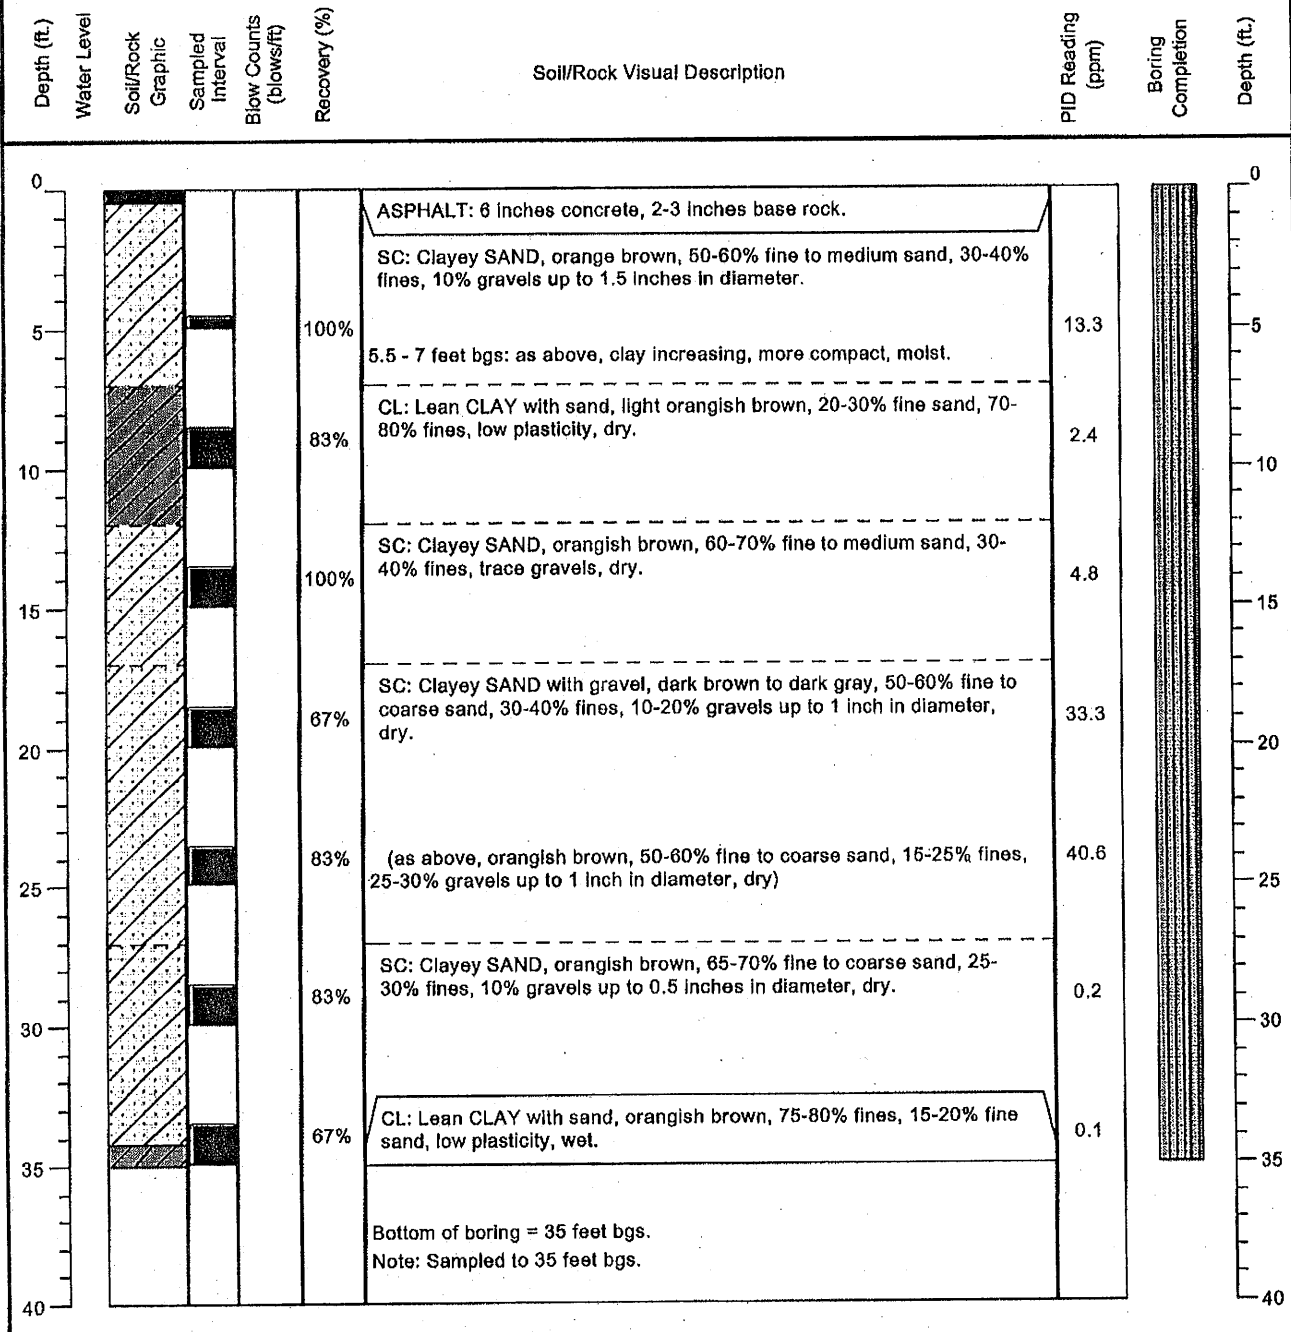 Depth (ft.)
Water Level
Soil/Rock
Graphic
Sampled
Interval
Blow Counts
(blows/ft)
Recovery (%)
Soil/Rock Visual Description
PID Reading
(ppm)
Boring
Completion
Depth (ft.)
0
0
ASPHALT: 6 inches concrete, 2-3 inches base rock.
SC: Clayey SAND, orange brown, 50-60% fine to medium sand, 30-40%
fines, 10% gravels up to 1.5 inches in diameter.
5
100%
13.3
5
5.5 - 7 feet bgs: as above, clay increasing, more compact, moist.
CL: Lean CLAY with sand, light orangish brown, 20-30% fine sand, 70-
80% fines, low plasticity, dry.
83%
2.4
10
10
SC: Clayey SAND, orangish brown, 60-70% fine to medium sand, 30-
40% fines, trace gravels, dry.
100%
4.8
15
15
SC: Clayey SAND with gravel, dark brown to dark gray, 50-60% fine to
coarse sand, 30-40% fines, 10-20% gravels up to 1 inch in diameter,
dry.
67%
33.3
20
20
83%
(as above, orangish brown, 50-60% fine to coarse sand, 15-25% fines,
25-30% gravels up to 1 inch in diameter, dry)
40.6
25
25
SC: Clayey SAND, orangish brown, 65-70% fine to coarse sand, 25-
30% fines, 10% gravels up to 0.5 inches in diameter, dry.
83%
0.2
30
30
CL: Lean CLAY with sand, orangish brown, 75-80% fines, 15-20% fine
sand, low plasticity, wet.
67%
0.1
35
35
Bottom of boring = 35 feet bgs.
Note: Sampled to 35 feet bgs.
40
40